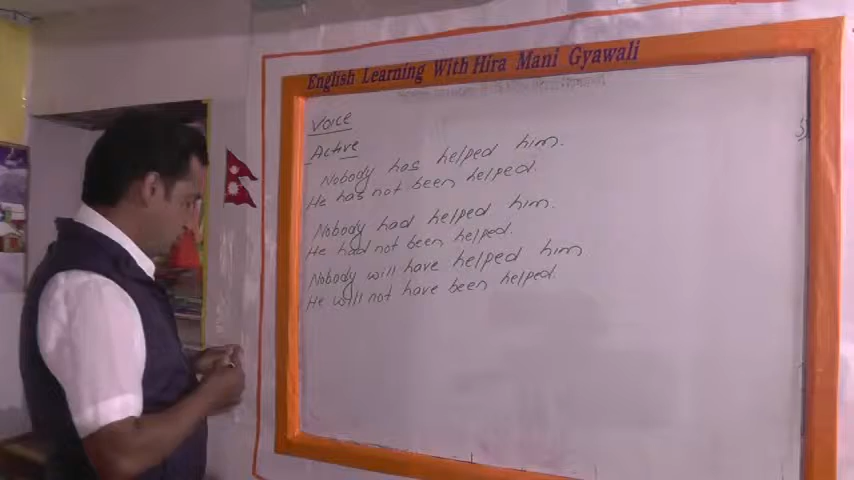 English Learning With Hira Mani Gyawali
Voice
Active
Nobody has helped him.
He has not been helped.
Nobody had helped him.
He had not been helped.
Nobody will have helped him
He will not have been helped.